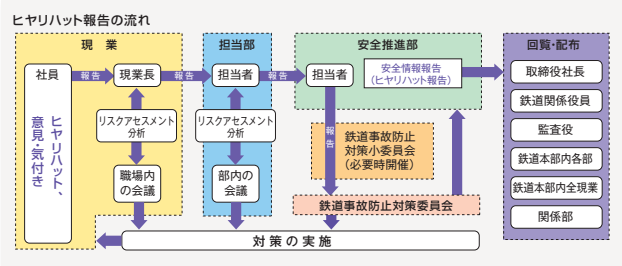 ヒヤリハット報告の流れ
現業
社員
ヒヤリハット、
意見・気付き
報告
現業長
リスクアセスメント
分析
職場内
の会議
報告
担当部
担当者
リスクアセスメント
分析
部内の
会議
報告
安全推進部
担当者
安全情報報告
（ヒヤリハット報告）
報告
鉄道事故防止
対策小委員会
（必要時開催）
鉄道事故防止対策委員会
対策の実施
回覧・配布
取締役社長
鉄道関係役員
監査役
鉄道本部内各部
鉄道本部内全現業
関係部